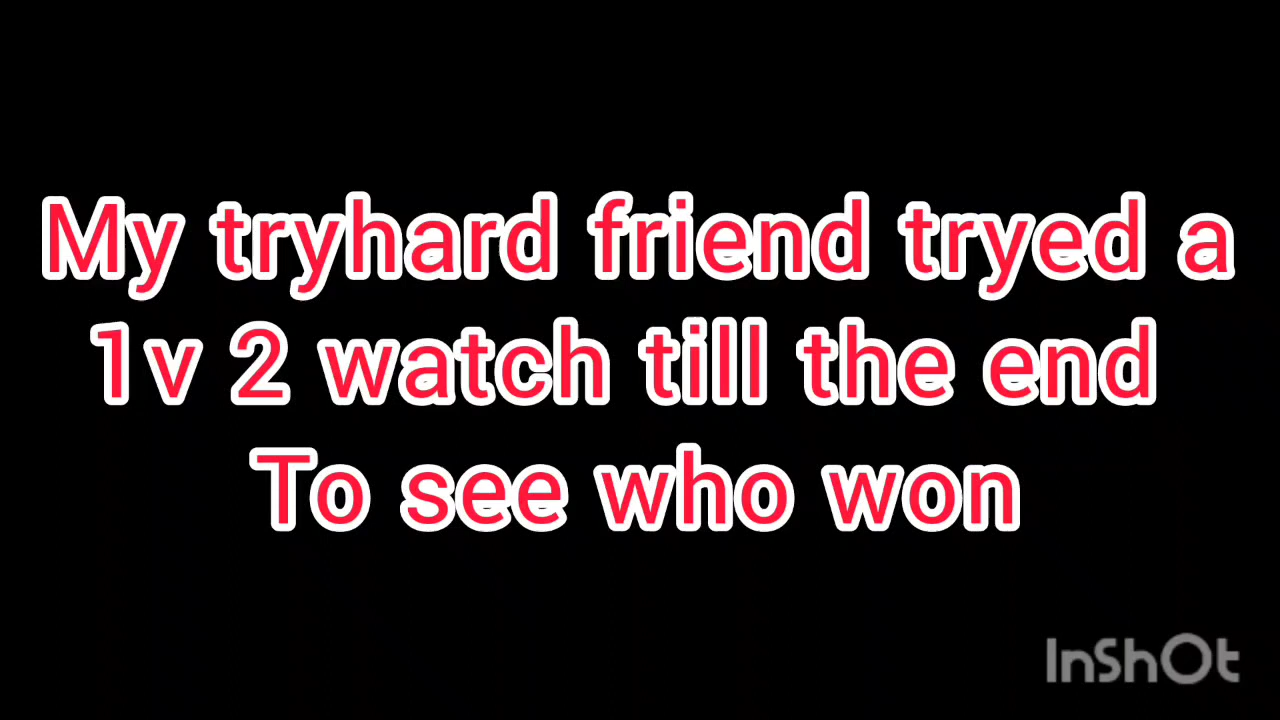 My tryhard friend tryed a
1v 2 watch till the end
To see who won
InShOt